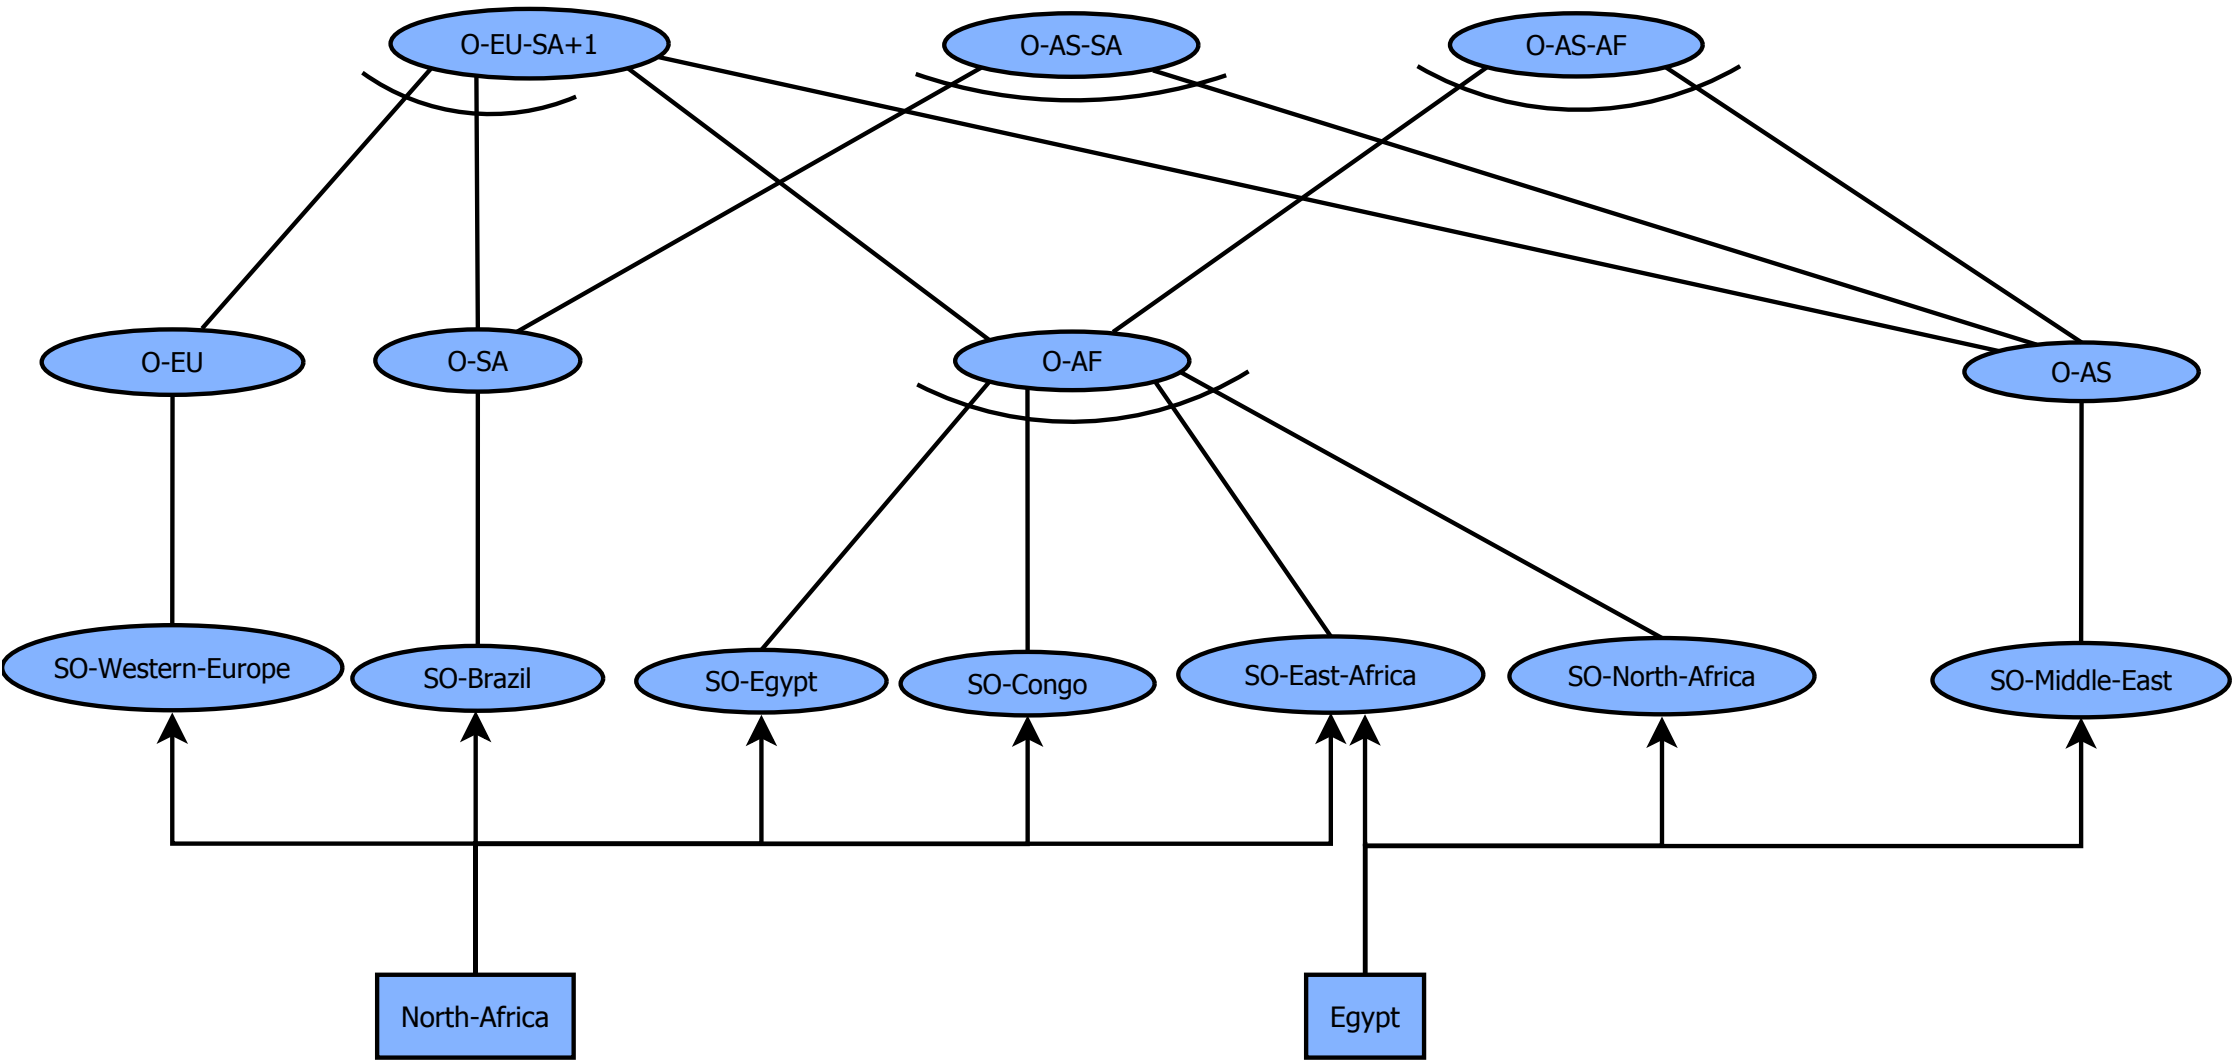 O-EU-SA+1
O-AS-SA
O-AS-AF
O-EU
O-SA
O-AF
O-AS
SO-Western-Europe
SO-Brazil
SO-Egypt
SO-Congo
SO-East-Africa
SO-North-Africa
SO-Middle-East
North-Africa
Egypt